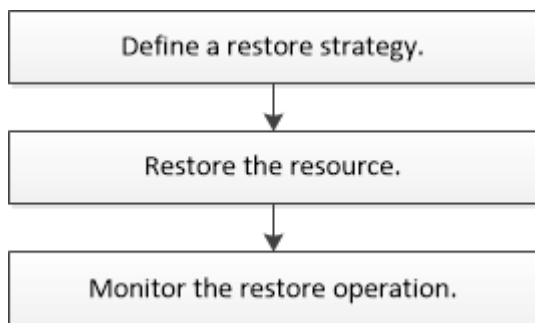 Define a restore strategy.
Restore the resource.
Monitor the restore operation.